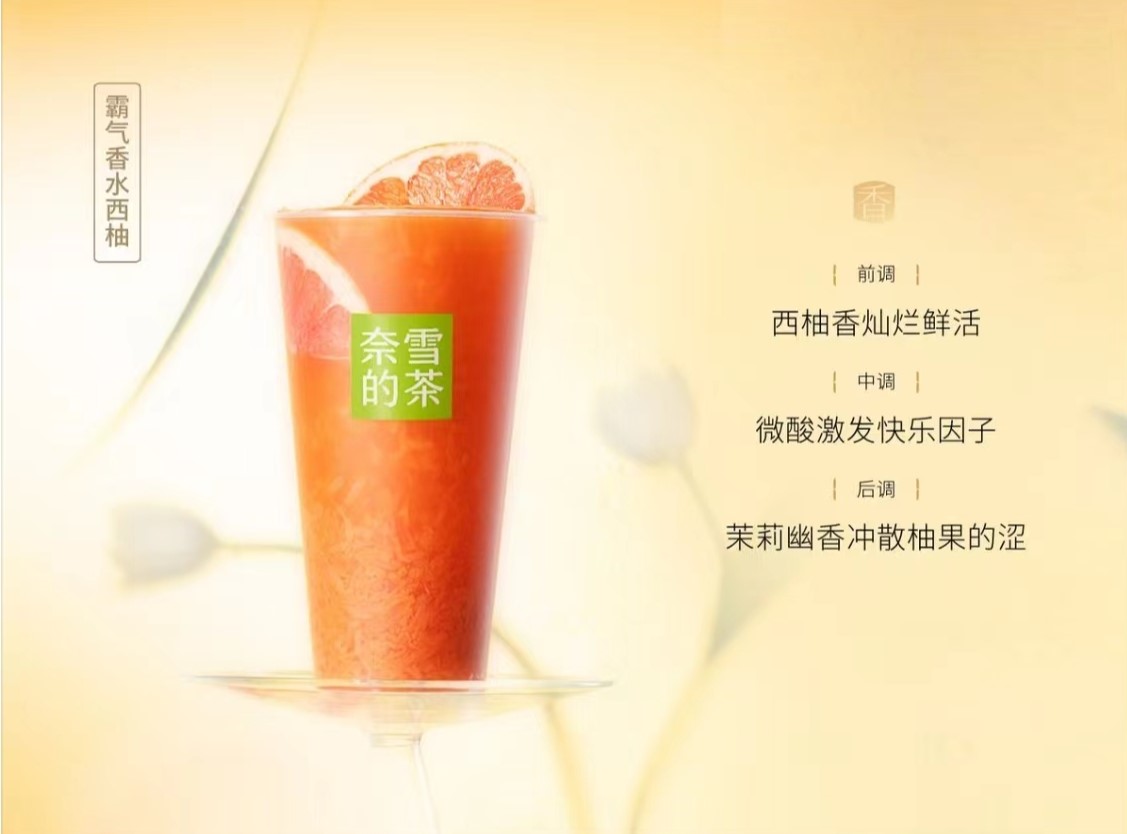 霸气香水西柚
奈雪
的茶
香
前调
西柚香灿烂鲜活
中调
微酸激发快乐因子
后调
茉莉幽香冲散柚果的涩